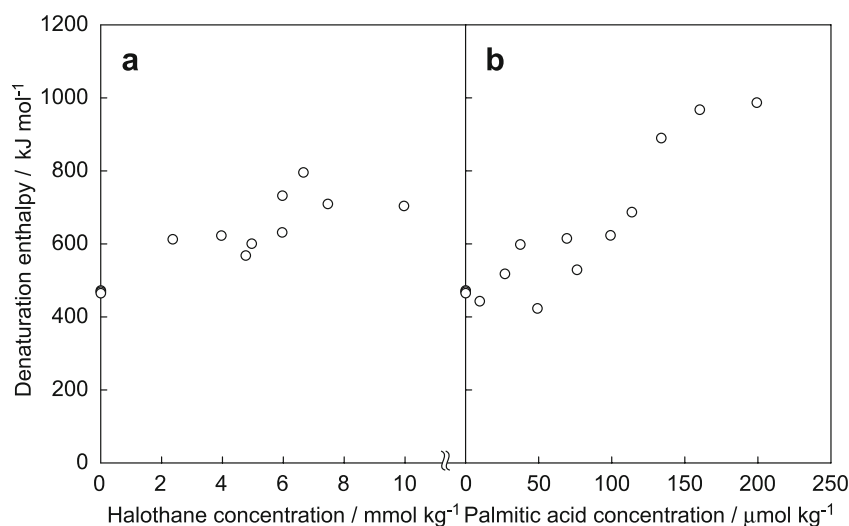 1200
a
b
1000
800
600
400
200
0
Denaturation enthalpy / kJ mol⁻¹
0 2 4 6 8 10 0 50 100 150 200 250
Halothane concentration / mmol kg⁻¹ Palmitic acid concentration / μmol kg⁻¹